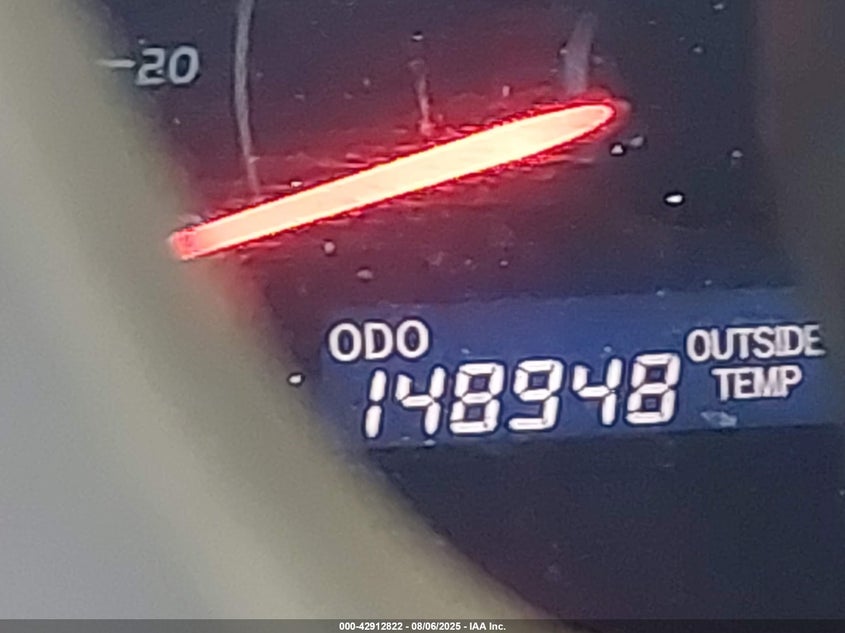 -20
ODO
OUTSIDE
TEMP
148948
000-42912822 - 08/06/2025 - IAA Inc.